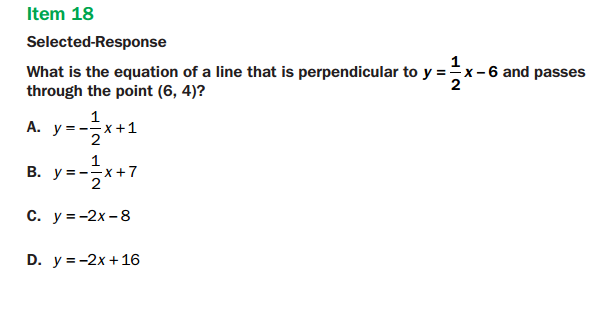 Item 18
Selected-Response
What is the equation of a line that is perpendicular to y = 1/2 x – 6 and passes
through the point (6, 4)?
A. y = –1/2 x + 1
B. y = –1/2 x + 7
C. y = –2x – 8
D. y = –2x + 16